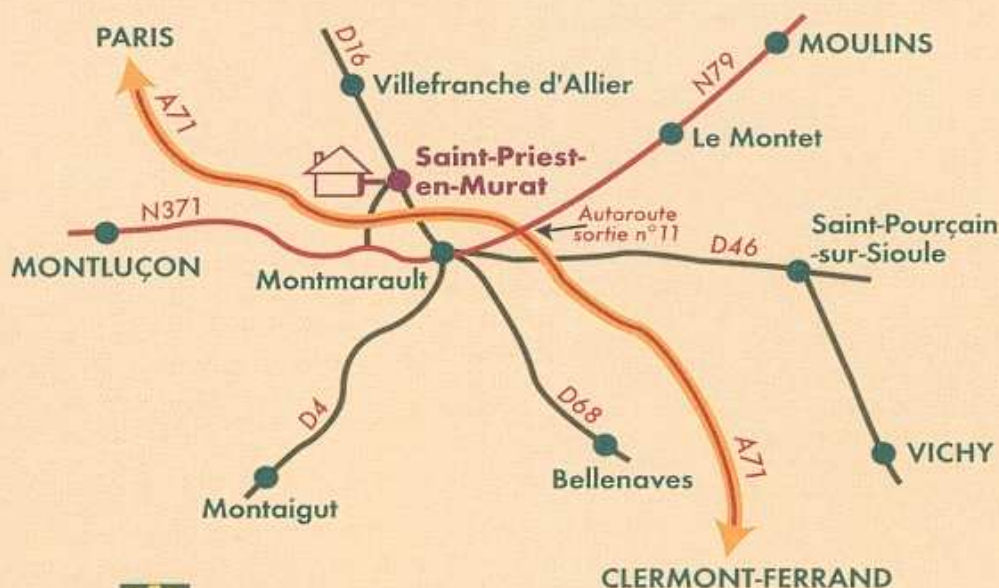 PARIS
D16
MOULINS
N79
Villefranche d'Allier
A71
Le Montet
Saint-Priest-
en-Murat
N371
Autoroute
sortie n°11
Saint-Pourçain
-sur-Sioule
D46
MONTLUÇON
Montmarault
D4
D68
A71
VICHY
Bellenaves
Montaigut
CLERMONT-FERRAND